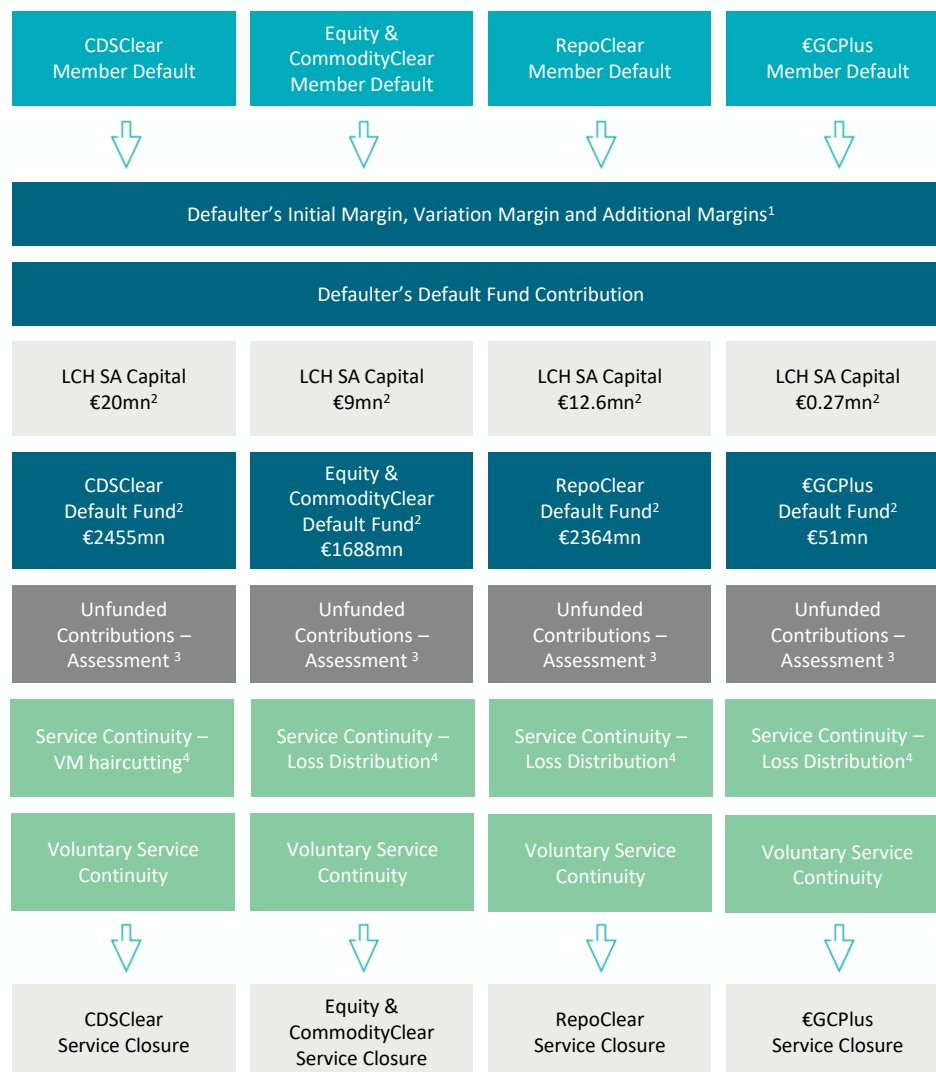 CDSClear
Member Default
Equity &
CommodityClear
Member Default
RepoClear
Member Default
€GCPlus
Member Default
Defaulter's Initial Margin, Variation Margin and Additional Margins¹
Defaulter's Default Fund Contribution
LCH SA Capital
€20mn²
LCH SA Capital
€9mn²
LCH SA Capital
€12.6mn²
LCH SA Capital
€0.27mn²
CDSClear
Default Fund²
€2455mn
Equity &
CommodityClear
Default Fund²
€1688mn
RepoClear
Default Fund²
€2364mn
€GCPlus
Default Fund²
€51mn
Unfunded
Contributions –
Assessment ³
Unfunded
Contributions –
Assessment ³
Unfunded
Contributions –
Assessment ³
Unfunded
Contributions –
Assessment ³
Service Continuity –
VM haircutting⁴
Service Continuity –
Loss Distribution⁴
Service Continuity –
Loss Distribution⁴
Service Continuity –
Loss Distribution⁴
Voluntary Service
Continuity
Voluntary Service
Continuity
Voluntary Service
Continuity
Voluntary Service
Continuity
CDSClear
Service Closure
Equity &
CommodityClear
Service Closure
RepoClear
Service Closure
€GCPlus
Service Closure